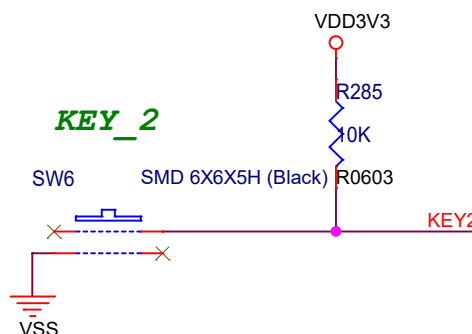 VDD3V3
R285
KEY_2
10K
SW6
SMD 6X6X5H (Black)
R0603
KEY2
VSS